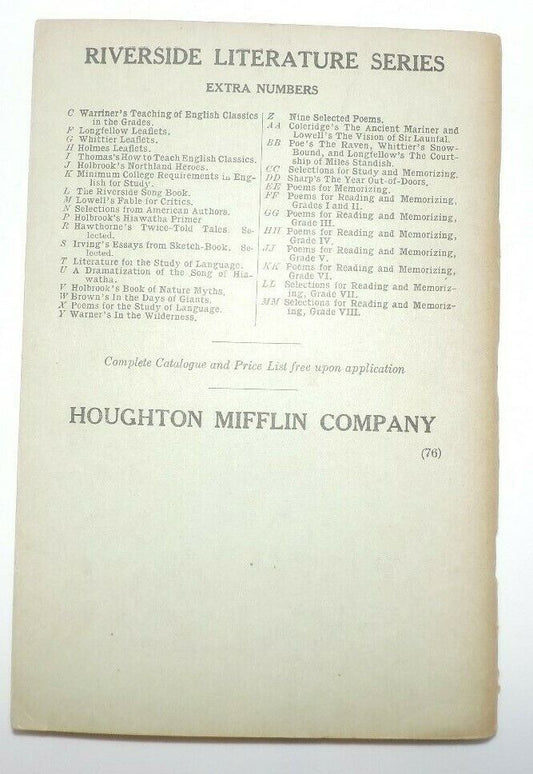 RIVERSIDE LITERATURE SERIES
EXTRA NUMBERS
C Warriner's Teaching of English Classics
in the Grades.
F Longfellow Leaflets.
G Whittier Leaflets.
H Holmes Leaflets.
I Thomas's How to Teach English Classics.
J Holbrook's Northland Heroes.
K Minimum College Requirements in Eng-
lish for Study.
L The Riverside Song Book.
M Lowell's Fable for Critics.
N Selections from American Authors.
P Holbrook's Hiawatha Primer
R Hawthorne's Twice-Told Tales. Se-
lected.
S Irving's Essays from Sketch-Book. Se-
lected.
T Literature for the Study of Language.
U A Dramatization of the Song of Hia-
watha.
V Holbrook's Book of Nature Myths.
W Brown's In the Days of Giants.
X Poems for the Study of Language.
Y Warner's In the Wilderness.
Z Nine Selected Poems.
AA Coleridge's The Ancient Mariner and
Lowell's The Vision of Sir Launfal.
BB Poe's The Raven, Whittier's Snow-
Bound, and Longfellow's The Court-
ship of Miles Standish.
CC Selections for Study and Memorizing.
DD Sharp's The Year Out-of-Doors.
EE Poems for Memorizing.
FF Poems for Reading and Memorizing,
Grades I and II.
GG Poems for Reading and Memorizing,
Grade III.
HH Poems for Reading and Memorizing,
Grade IV.
JJ Poems for Reading and Memorizing,
Grade V.
KK Poems for Reading and Memorizing,
Grade VI.
LL Selections for Reading and Memoriz-
ing, Grade VII.
MM Selections for Reading and Memoriz-
ing, Grade VIII.
Complete Catalogue and Price List free upon application
HOUGHTON MIFFLIN COMPANY
(76)